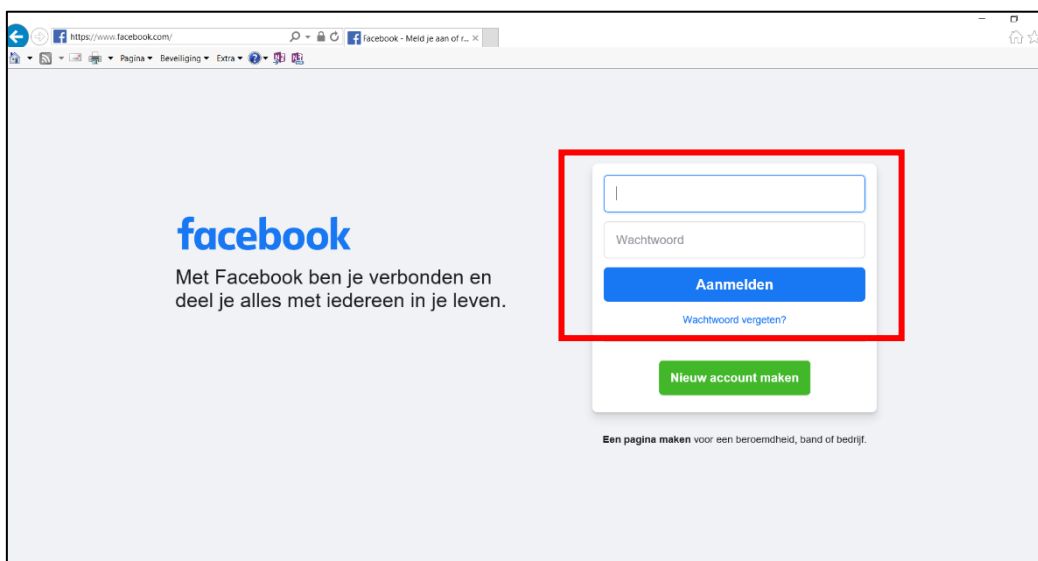 https://www.facebook.com/
Facebook - Meld je aan of r...
Pagina Beveiliging Extra
facebook
Met Facebook ben je verbonden en
deel je alles met iedereen in je leven.
Wachtwoord
Aanmelden
Wachtwoord vergeten?
Nieuw account maken
Een pagina maken voor een beroemdheid, band of bedrijf.